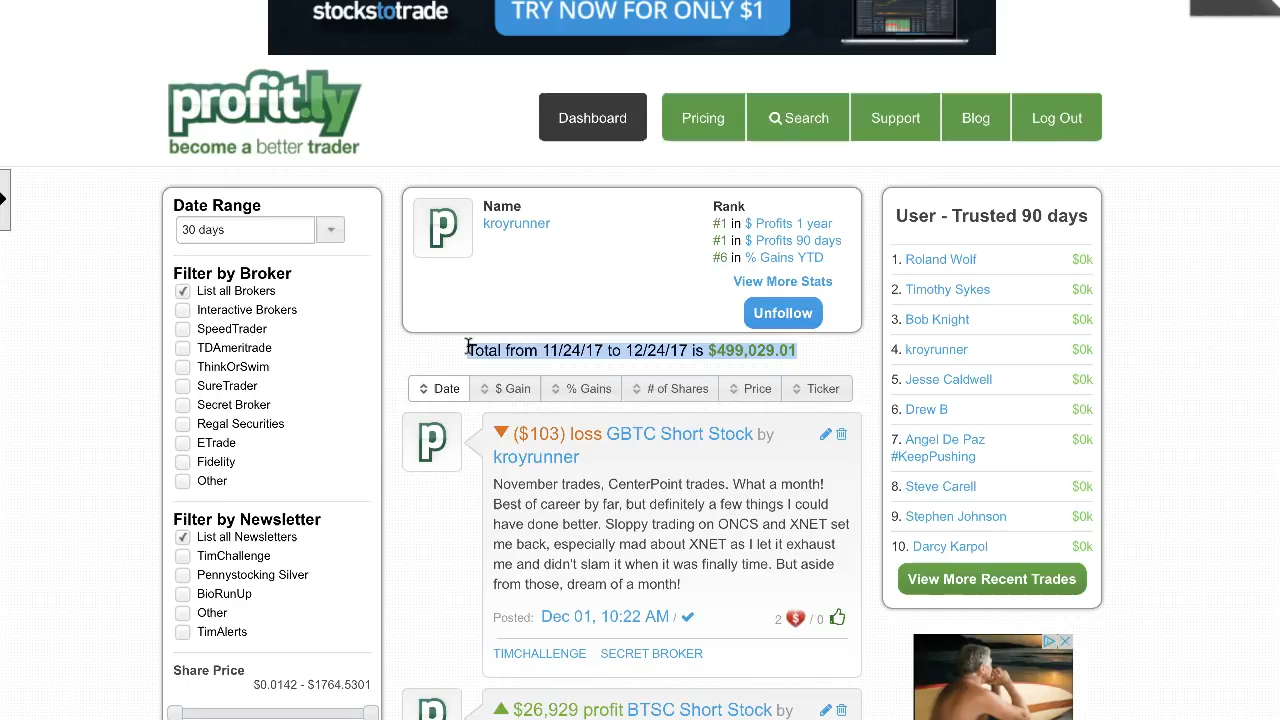 stockstotrade
TRY NOW FOR ONLY $1
profit.ly
become a better trader
Dashboard
Pricing
Search
Support
Blog
Log Out
Date Range
30 days
Filter by Broker
List all Brokers
Interactive Brokers
SpeedTrader
TDAmeritrade
ThinkOrSwim
SureTrader
Secret Broker
Regal Securities
ETrade
Fidelity
Other
Filter by Newsletter
List all Newsletters
TimChallenge
Pennystocking Silver
BioRunUp
Other
TimAlerts
Share Price
$0.0142 - $1764.5301
P
Name
kroyrunner
Rank
#1 in $ Profits 1 year
#1 in $ Profits 90 days
#6 in % Gains YTD
View More Stats
Unfollow
Total from 11/24/17 to 12/24/17 is $499,029.01
Date
$ Gain
% Gains
# of Shares
Price
Ticker
P
($103) loss GBTC Short Stock by
kroyrunner
November trades, CenterPoint trades. What a month!
Best of career by far, but definitely a few things I could
have done better. Sloppy trading on ONCS and XNET set
me back, especially mad about XNET as I let it exhaust
me and didn't slam it when it was finally time. But aside
from those, dream of a month!
Posted: Dec 01, 10:22 AM /
2 $ / 0
TIMCHALLENGE SECRET BROKER
P
$26,929 profit BTSC Short Stock by
User - Trusted 90 days
1. Roland Wolf $0k
2. Timothy Sykes $0k
3. Bob Knight $0k
4. kroyrunner $0k
5. Jesse Caldwell $0k
6. Drew B $0k
7. Angel De Paz $0k
#KeepPushing
8. Steve Carell $0k
9. Stephen Johnson $0k
10. Darcy Karpol $0k
View More Recent Trades